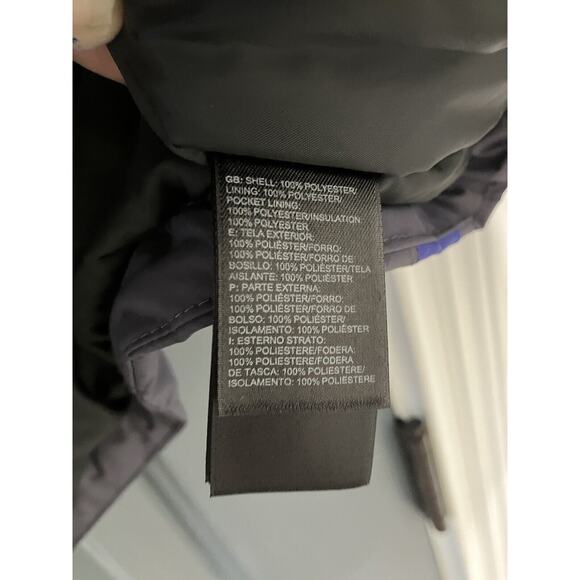 GB: SHELL: 100% POLYESTER/
LINING: 100% POLYESTER/
POCKET LINING:
100% POLYESTER/INSULATION:
100% POLYESTER
E: TELA EXTERIOR:
100% POLIÉSTER/FORRO:
100% POLIÉSTER/FORRO DE
BOSILLO: 100% POLIÉSTER/TELA
AISLANTE: 100% POLIÉSTER
P: PARTE EXTERNA:
100% POLIÉSTER/FORRO:
100% POLIÉSTER/FORRO DE
BOLSO: 100% POLIÉSTER/
ISOLAMENTO: 100% POLIÉSTER
I: ESTERNO STRATO:
100% POLIESTERE/FODERA:
100% POLIESTERE/FODERA
DE TASCA: 100% POLIESTERE/
ISOLAMENTO: 100% POLIESTERE